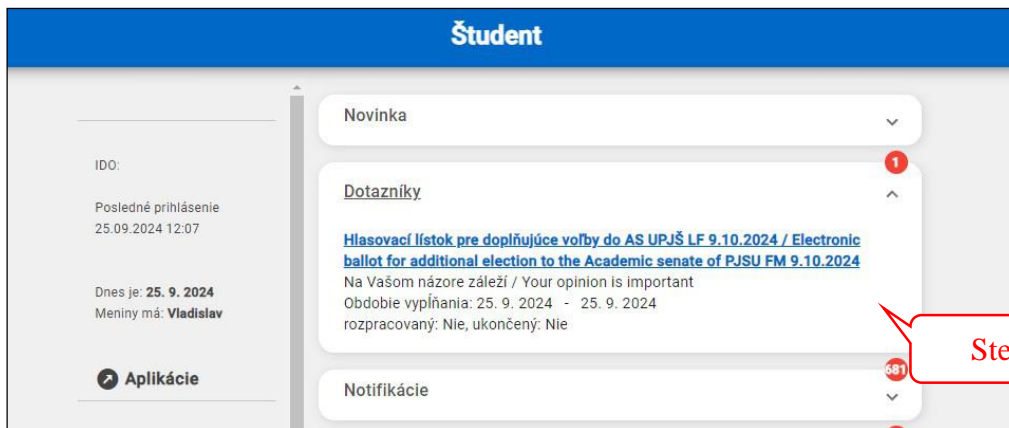 Študent
IDO:
Posledné prihlásenie
25.09.2024 12:07
Dnes je: 25. 9. 2024
Meniny má: Vladislav
Aplikácie
Novinka
1
Dotazníky
Hlasovací lístok pre doplňujúce voľby do AS UPJŠ LF 9.10.2024 / Electronic
ballot for additional election to the Academic senate of PJSU FM 9.10.2024
Na Vašom názore záleží / Your opinion is important
Obdobie vypĺňania: 25. 9. 2024 - 25. 9. 2024
rozpracovaný: Nie, ukončený: Nie
Ste
681
Notifikácie